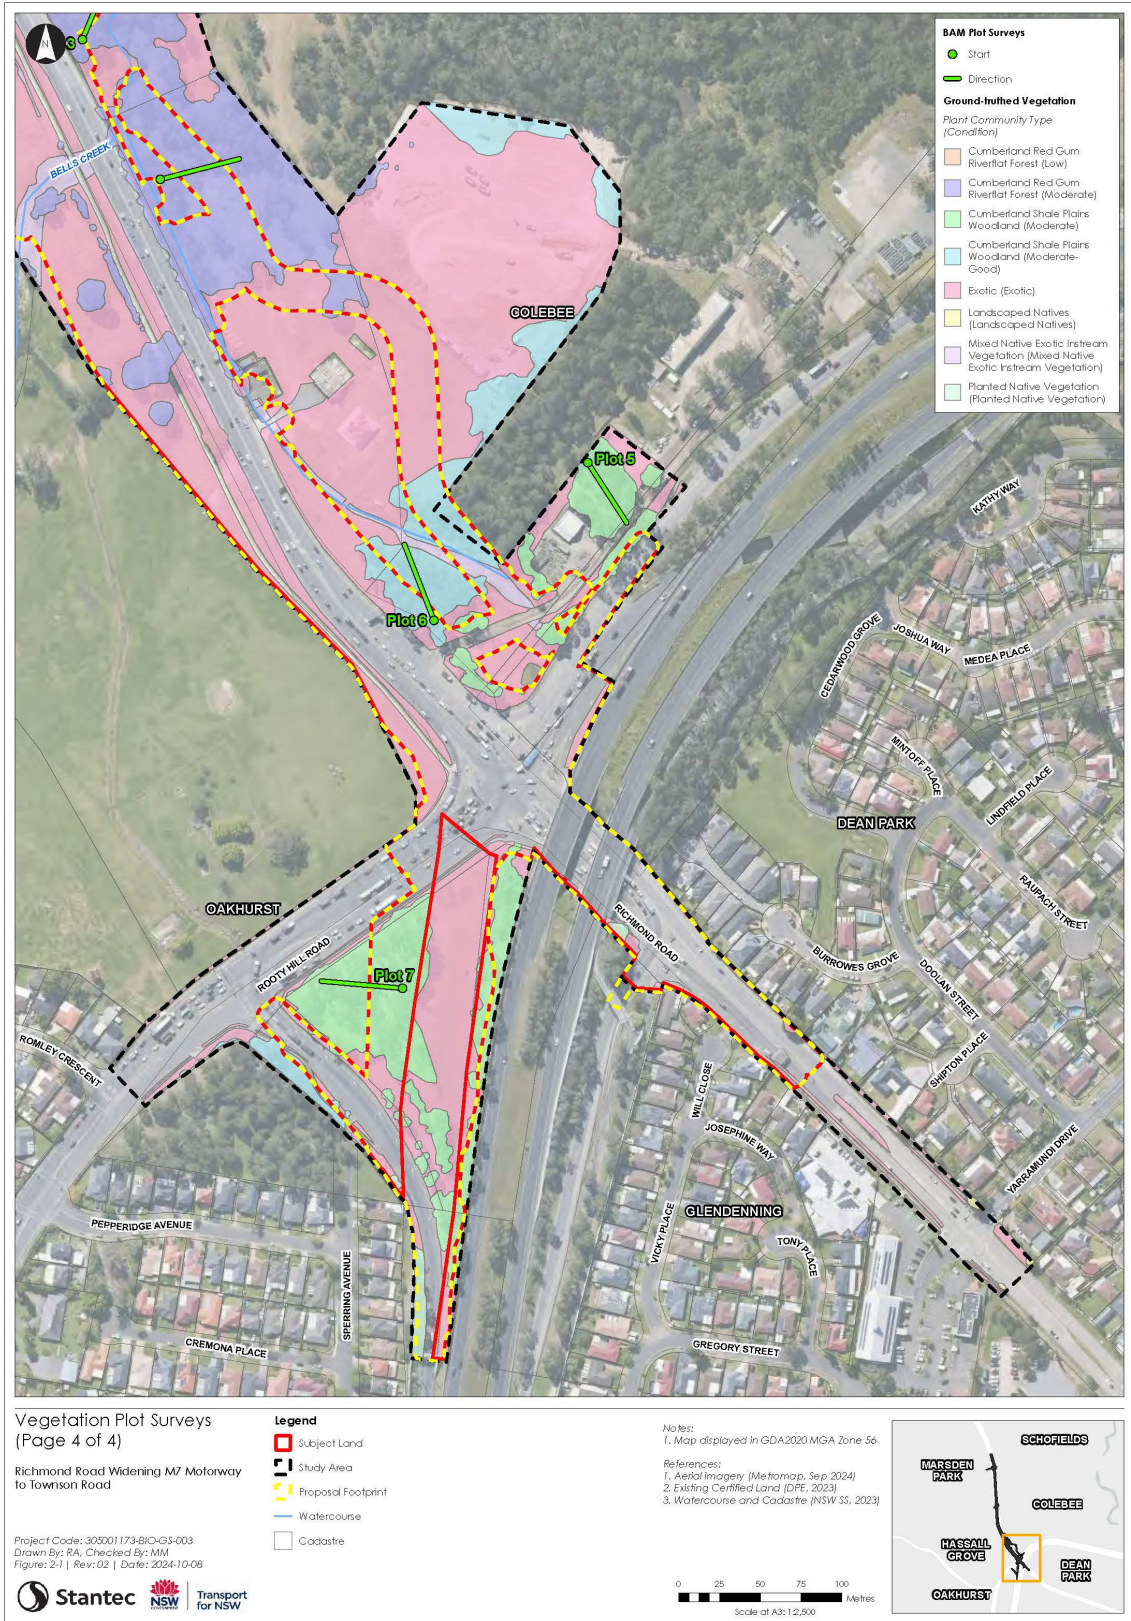 N
3
BELLS CREEK
COLEBEE
Plot 5
Plot 6
KATHY WAY
CEDARWOOD GROVE
JOSHUA WAY
MEDEA PLACE
MINTOFF PLACE
LINDFIELD PLACE
DEAN PARK
RAUPACH STREET
OAKHURST
ROOTY HILL ROAD
RICHMOND ROAD
BURROWES GROVE
DOOLAN STREET
Plot 7
ROMLEY CRESCENT
SHIPTON PLACE
WILL CLOSE
JOSEPHINE WAY
YARRAMUNDI DRIVE
PEPPERIDGE AVENUE
GLENDENNING
VICKY PLACE
TONY PLACE
SPERRING AVENUE
CREMONA PLACE
GREGORY STREET
BAM Plot Surveys
Start
Direction
Ground-truthed Vegetation
Plant Community Type
(Condition)
Cumberland Red Gum
Riverflat Forest (Low)
Cumberland Red Gum
Riverflat Forest (Moderate)
Cumberland Shale Plains
Woodland (Moderate)
Cumberland Shale Plains
Woodland (Moderate-
Good)
Exotic (Exotic)
Landscaped Natives
(Landscaped Natives)
Mixed Native Exotic Instream
Vegetation (Mixed Native
Exotic Instream Vegetation)
Planted Native Vegetation
(Planted Native Vegetation)
Vegetation Plot Surveys
(Page 4 of 4)
Richmond Road Widening M7 Motorway
to Townson Road
Project Code: 305001173-BIO-GS-003
Drawn By: RA, Checked By: MM
Figure: 2-1 | Rev: 02 | Date: 2024-10-08
Stantec
NSW
GOVERNMENT
Transport
for NSW
Legend
Subject Land
Study Area
Proposal Footprint
Watercourse
Cadastre
Notes:
1. Map displayed in GDA2020 MGA Zone 56
References:
1. Aerial imagery (Metromap, Sep 2024)
2. Existing Certified Land (DPE, 2023)
3. Watercourse and Cadastre (NSW SS, 2023)
0 25 50 75 100
Metres
Scale at A3: 1:2,500
SCHOFIELDS
MARSDEN
PARK
COLEBEE
HASSALL
GROVE
DEAN
PARK
OAKHURST